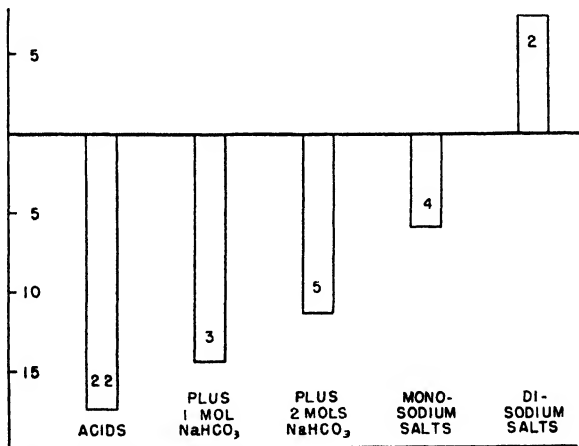 5
2
5
4
10
5
3
15
22
ACIDS
PLUS
1 MOL
NaHCO₃
PLUS
2 MOLS
NaHCO₃
MONO-
SODIUM
SALTS
DI-
SODIUM
SALTS